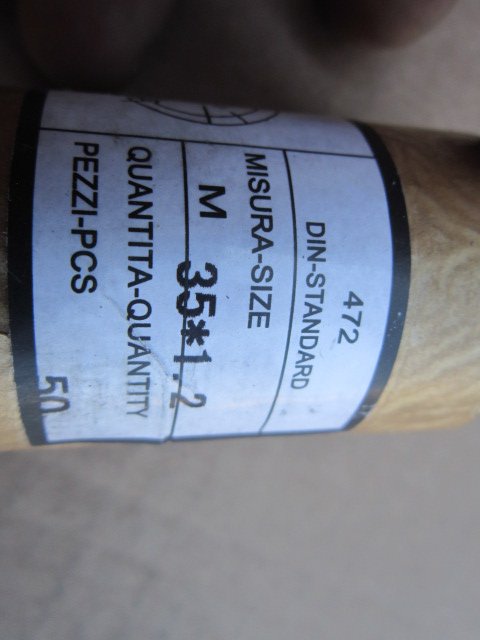 472
DIN-STANDARD
MISURA-SIZE
M 35*1.2
QUANTITA-QUANTITY
PEZZI-PCS 50